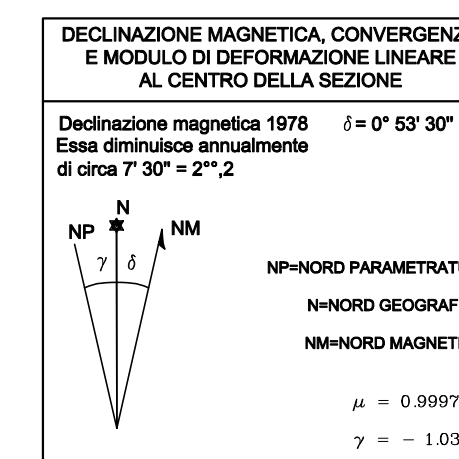 DECLINAZIONE MAGNETICA, CONVERGENZ
E MODULO DI DEFORMAZIONE LINEARE
AL CENTRO DELLA SEZIONE
Declinazione magnetica 1978 δ = 0° 53' 30"
Essa diminuisce annualmente
di circa 7' 30" = 2°°,2
N
NP NM
γ δ
NP=NORD PARAMETRAT
N=NORD GEOGRAF
NM=NORD MAGNET
μ = 0.9997
γ = - 1.03